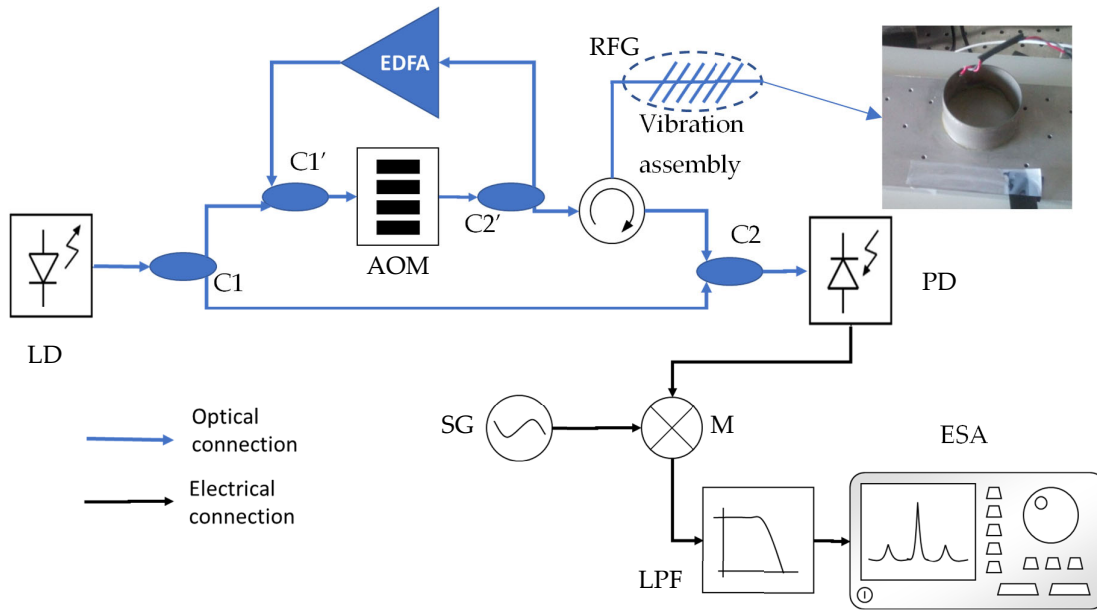 EDFA
RFG
Vibration
assembly
C1’
AOM
C2’
C1
C2
LD
PD
SG
M
ESA
Optical
connection
Electrical
connection
LPF